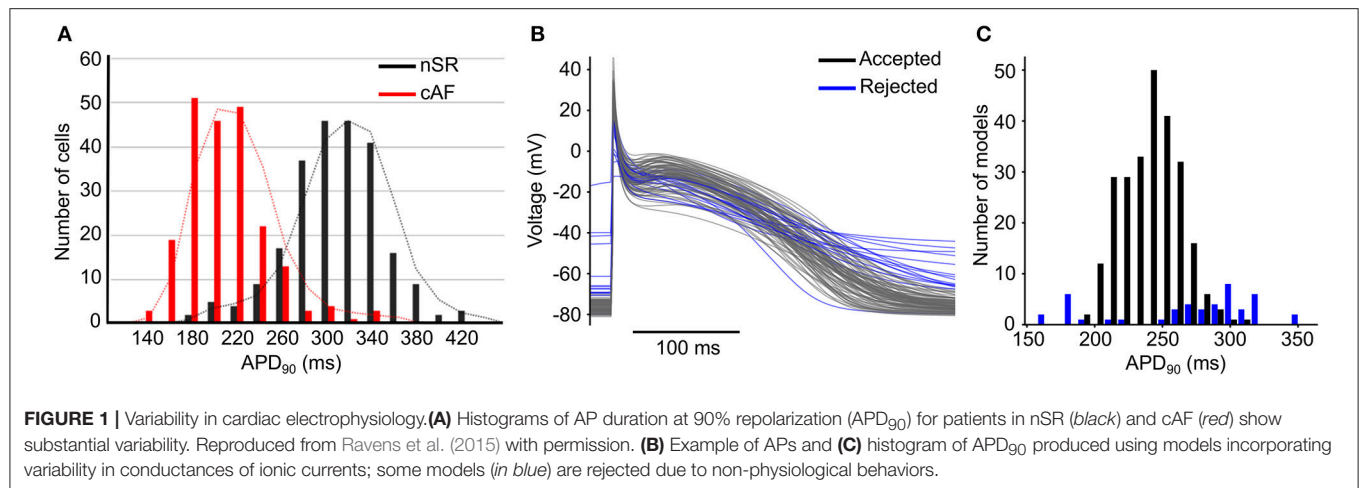 A
60
50
40
30
20
10
0
Number of cells
nSR
cAF
140 180 220 260 300 340 380 420
APD90 (ms)
B
40
20
0
-20
-40
-60
-80
Voltage (mV)
Accepted
Rejected
100 ms
C
50
40
30
20
10
0
Number of models
150 200 250 300 350
APD90 (ms)
FIGURE 1 | Variability in cardiac electrophysiology.(A) Histograms of AP duration at 90% repolarization (APD90) for patients in nSR (black) and cAF (red) show
substantial variability. Reproduced from Ravens et al. (2015) with permission. (B) Example of APs and (C) histogram of APD90 produced using models incorporating
variability in conductances of ionic currents; some models (in blue) are rejected due to non-physiological behaviors.